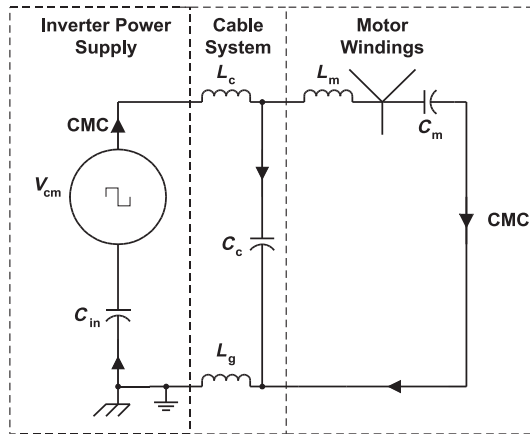 Inverter Power
Supply
Cable
System
Motor
Windings
Lc
Lm
CMC
Cm
Vcm
CMC
Cc
Cin
Lg